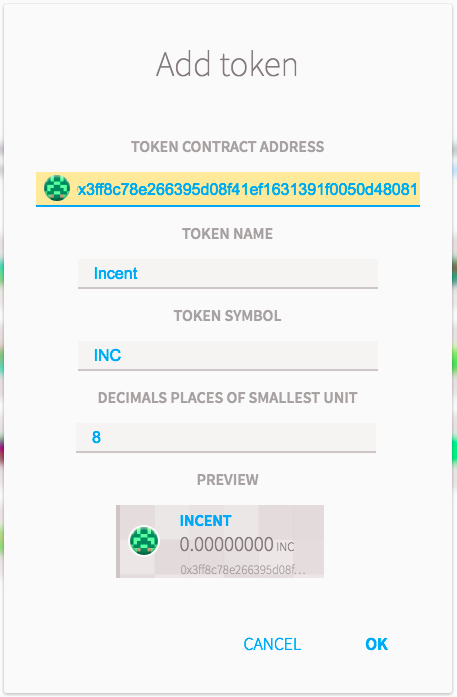 Add token
TOKEN CONTRACT ADDRESS
x3ff8c78e266395d08f41ef1631391f0050d48081
TOKEN NAME
Incent
TOKEN SYMBOL
INC
DECIMALS PLACES OF SMALLEST UNIT
8
PREVIEW
INCENT
0.00000000 INC
0x3ff8c78e266395d08f...
CANCEL OK